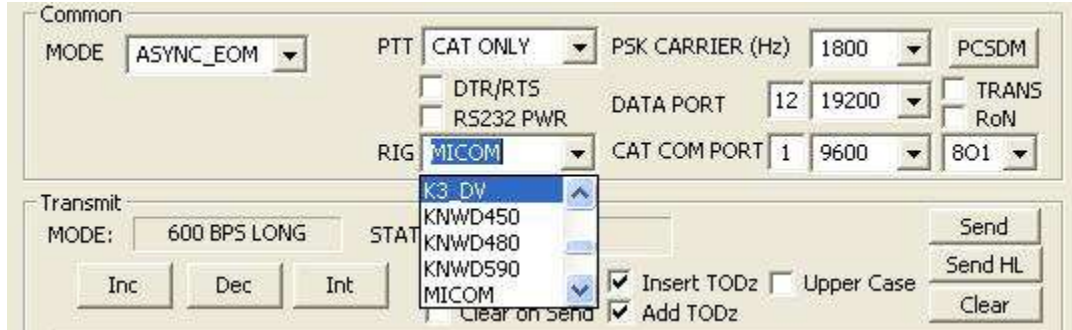 Common
MODE ASYNC_EOM PTT CAT ONLY PSK CARRIER (Hz) 1800 PCSDM
DTR/RTS DATA PORT 12 19200 TRANS
RS232 PWR RoN
RIG MICOM CAT COM PORT 1 9600 8O1
K3_DV
Transmit
KNWD450
MODE: 600 BPS LONG STAT Send
KNWD480
KNWD590 Send HL
Inc Dec Int Insert TODz Upper Case
MICOM
Clear on Send Add TODz Clear